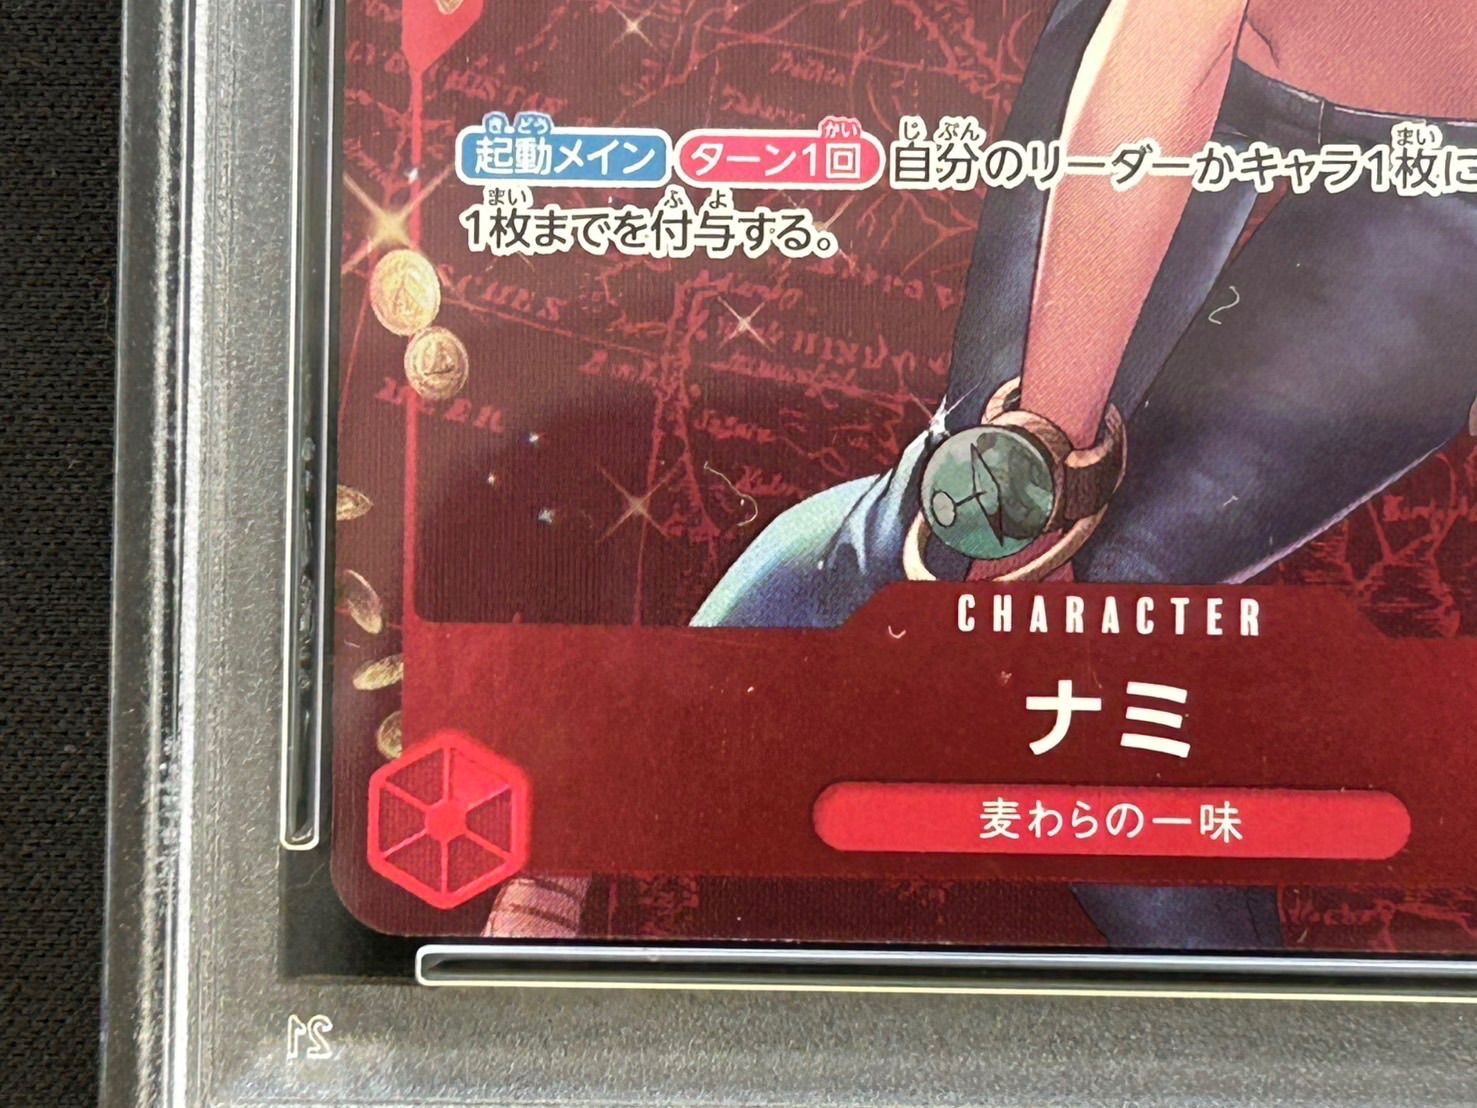 起動メイン ターン1回 自分のリーダーかキャラ1枚に
1枚までを付与する。
CHARACTER
ナミ
麦わらの一味
21